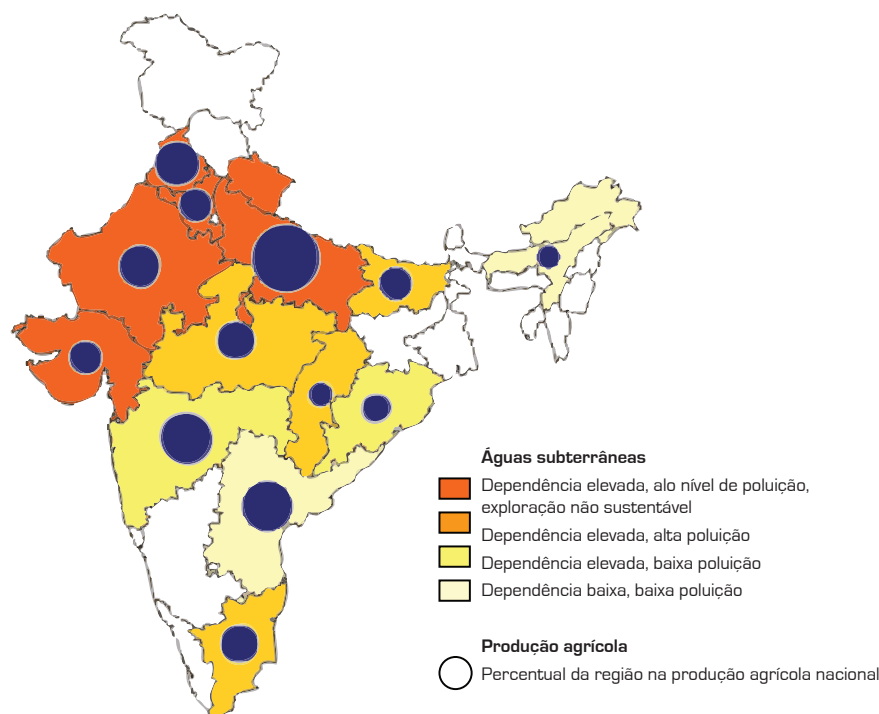 Águas subterrâneas
Dependência elevada, alo nível de poluição,
exploração não sustentável
Dependência elevada, alta poluição
Dependência elevada, baixa poluição
Dependência baixa, baixa poluição
Produção agrícola
Percentual da região na produção agrícola nacional